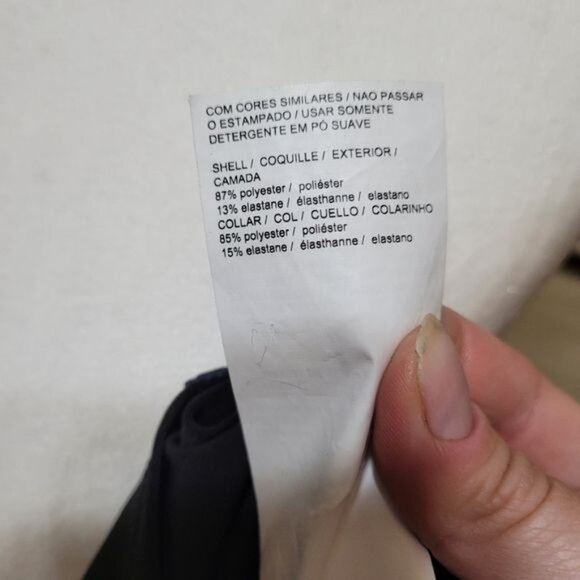 COM CORES SIMILARES / NAO PASSAR
O ESTAMPADO / USAR SOMENTE
DETERGENTE EM PÓ SUAVE
SHELL / COQUILLE / EXTERIOR /
CAMADA
87% polyester / poliéster
13% elastane / élasthanne / elastano
COLLAR / COL / CUELLO / COLARINHO
85% polyester / poliéster
15% elastane / élasthanne / elastano